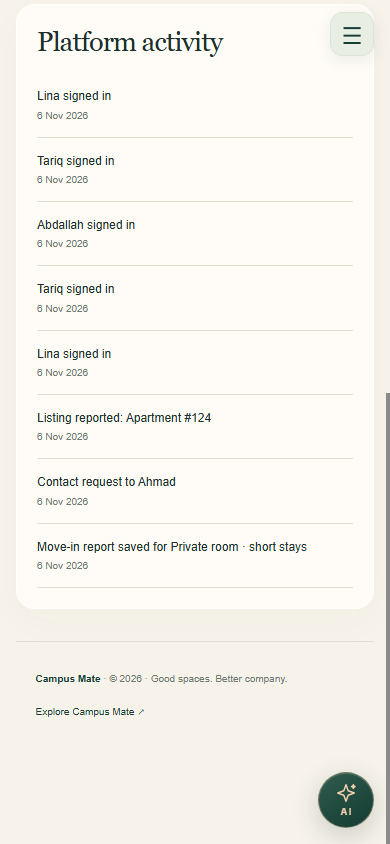 Platform activity
Lina signed in
6 Nov 2026
Tariq signed in
6 Nov 2026
Abdallah signed in
6 Nov 2026
Tariq signed in
6 Nov 2026
Lina signed in
6 Nov 2026
Listing reported: Apartment #124
6 Nov 2026
Contact request to Ahmad
6 Nov 2026
Move-in report saved for Private room · short stays
6 Nov 2026
Campus Mate · © 2026 · Good spaces. Better company.
Explore Campus Mate ↗
AI